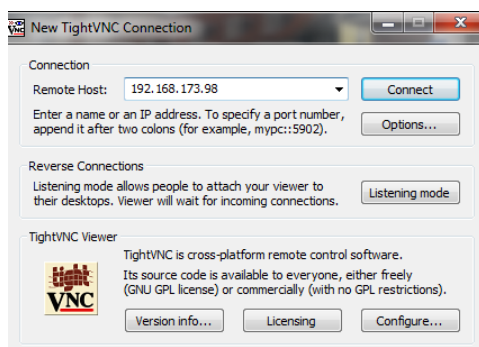 New TightVNC Connection
Connection
Remote Host: 192.168.173.98 Connect
Enter a name or an IP address. To specify a port number,
append it after two colons (for example, mypc::5902). Options...
Reverse Connections
Listening mode allows people to attach your viewer to
their desktops. Viewer will wait for incoming connections. Listening mode
TightVNC Viewer
TightVNC is cross-platform remote control software.
Its source code is available to everyone, either freely
(GNU GPL license) or commercially (with no GPL restrictions).
tight
VNC
Version info... Licensing Configure...